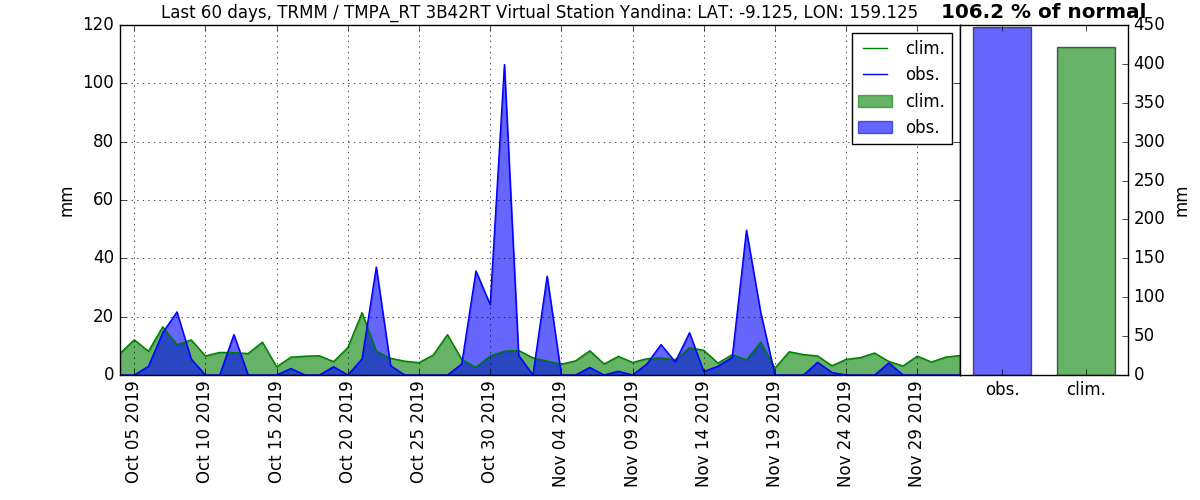 Last 60 days, TRMM / TMPA_RT 3B42RT Virtual Station Yandina: LAT: -9.125, LON: 159.125
106.2 % of normal
mm
120
100
80
60
40
20
0
clim.
obs.
clim.
obs.
Oct 05 2019
Oct 10 2019
Oct 15 2019
Oct 20 2019
Oct 25 2019
Oct 30 2019
Nov 04 2019
Nov 09 2019
Nov 14 2019
Nov 19 2019
Nov 24 2019
Nov 29 2019
450
400
350
300
250
200
150
100
50
0
mm
obs.
clim.